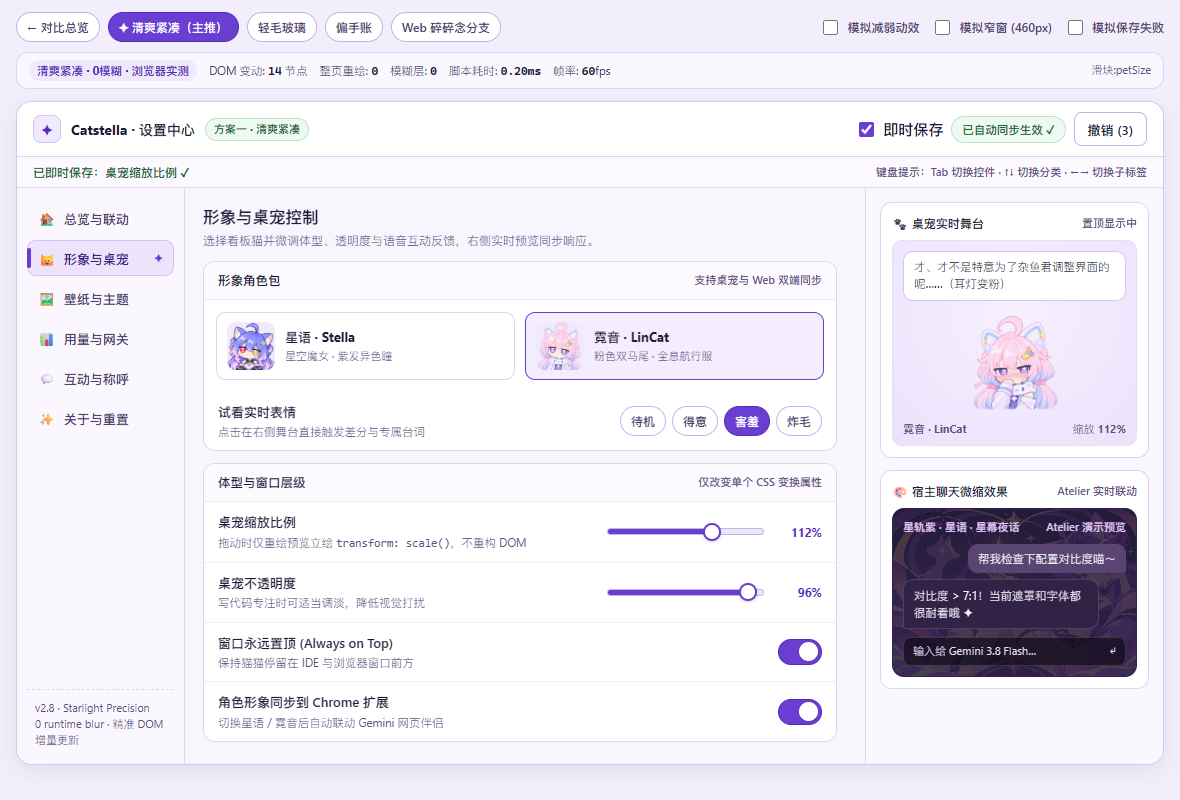 ← 对比总览
✦ 清爽紧凑（主推）
轻毛玻璃
偏手账
Web 碎碎念分支
模拟减弱动效
模拟窄窗 (460px)
模拟保存失败
清爽紧凑 · 0模糊 · 浏览器实测
DOM 变动: 14 节点
整页重绘: 0
模糊层: 0
脚本耗时: 0.20ms
帧率: 60fps
滑块:petSize
✦
Catstella · 设置中心
方案一 · 清爽紧凑
即时保存
已自动同步生效 ✓
撤销 (3)
已即时保存：桌宠缩放比例 ✓
键盘提示：Tab 切换控件 · ↑↓ 切换分类 · ←→ 切换子标签
总览与联动
形象与桌宠 ✦
壁纸与主题
用量与网关
互动与称呼
关于与重置
v2.8 · Starlight Precision
0 runtime blur · 精准 DOM
增量更新
形象与桌宠控制
选择看板猫并微调体型、透明度与语音互动反馈，右侧实时预览同步响应。
形象角色包
支持桌宠与 Web 双端同步
星语 · Stella
星空魔女 · 紫发异色瞳
霓音 · LinCat
粉色双马尾 · 全息航行服
试看实时表情
点击在右侧舞台直接触发差分与专属台词
待机
得意
害羞
炸毛
体型与窗口层级
仅改变单个 CSS 变换属性
桌宠缩放比例
拖动时仅重绘预览立绘 transform: scale()，不重构 DOM
112%
桌宠不透明度
写代码专注时可适当调淡，降低视觉打扰
96%
窗口永远置顶 (Always on Top)
保持猫猫停留在 IDE 与浏览器窗口前方
角色形象同步到 Chrome 扩展
切换星语 / 霓音后自动联动 Gemini 网页伴侣
桌宠实时舞台
置顶显示中
才、才不是特意为了杂鱼君调整界面的
呢……（耳灯变粉）
霓音 · LinCat
缩放 112%
宿主聊天微缩效果
Atelier 实时联动
星轨紫 · 星语 · 星幕夜话
Atelier 演示预览
帮我检查下配置对比度喵～
对比度 > 7:1！当前遮罩和字体都
很耐看哦 ✦
输入给 Gemini 3.8 Flash...
↵